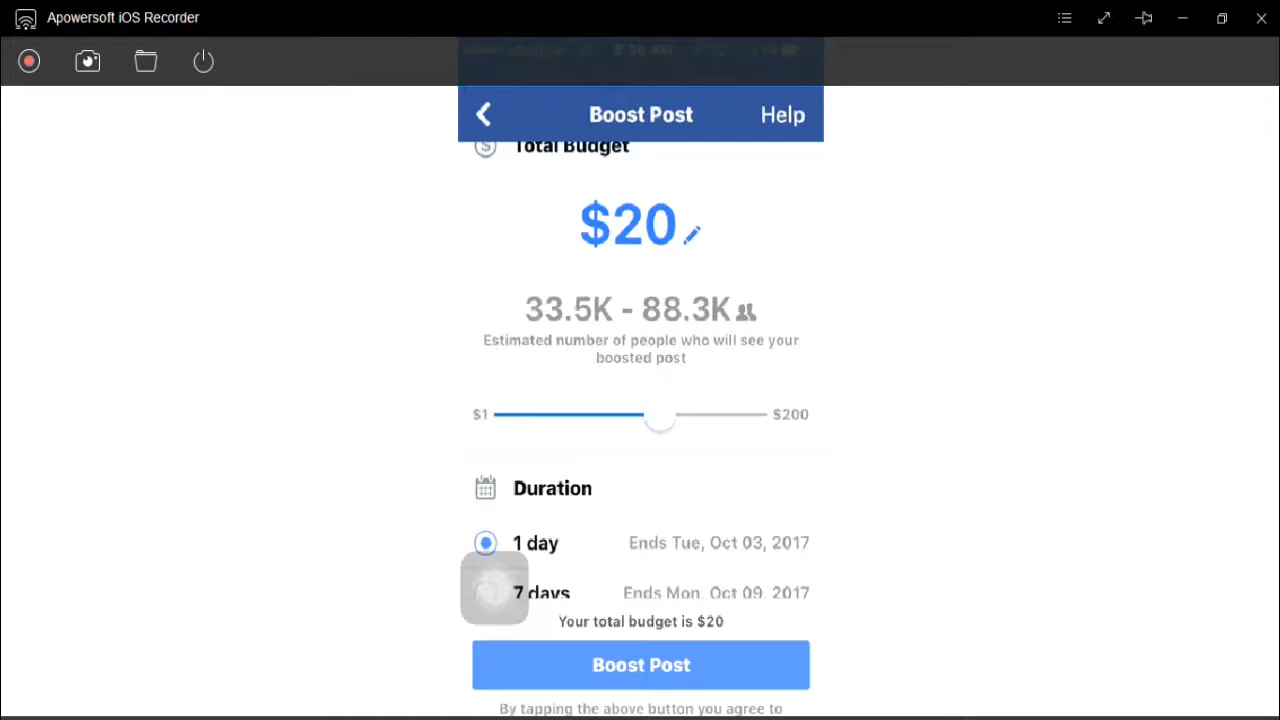 Apowersoft iOS Recorder
Boost Post
Help
Total Budget
$20
33.5K - 88.3K
Estimated number of people who will see your
boosted post
$1
$200
Duration
1 day
Ends Tue, Oct 03, 2017
7 days
Ends Mon, Oct 09, 2017
Your total budget is $20
Boost Post
By tapping the above button you agree to